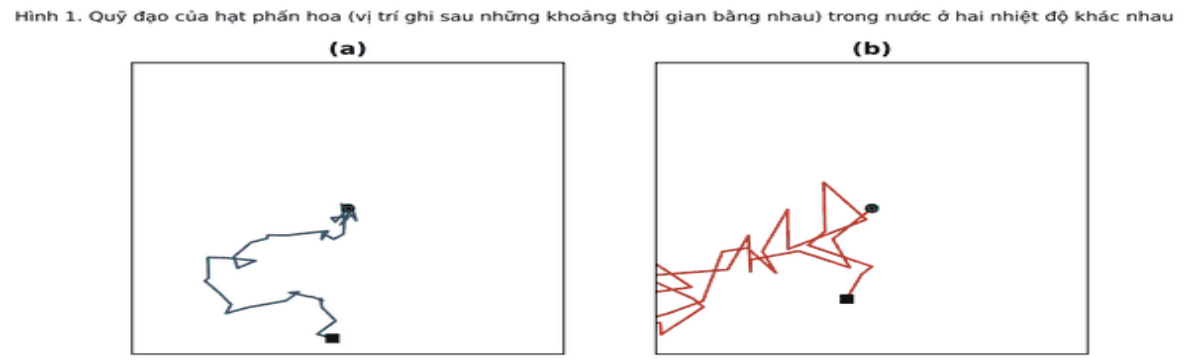 Hình 1. Quỹ đạo của hạt phấn hoa (vị trí ghi sau những khoảng thời gian bằng nhau) trong nước ở hai nhiệt độ khác nhau
(a)
(b)